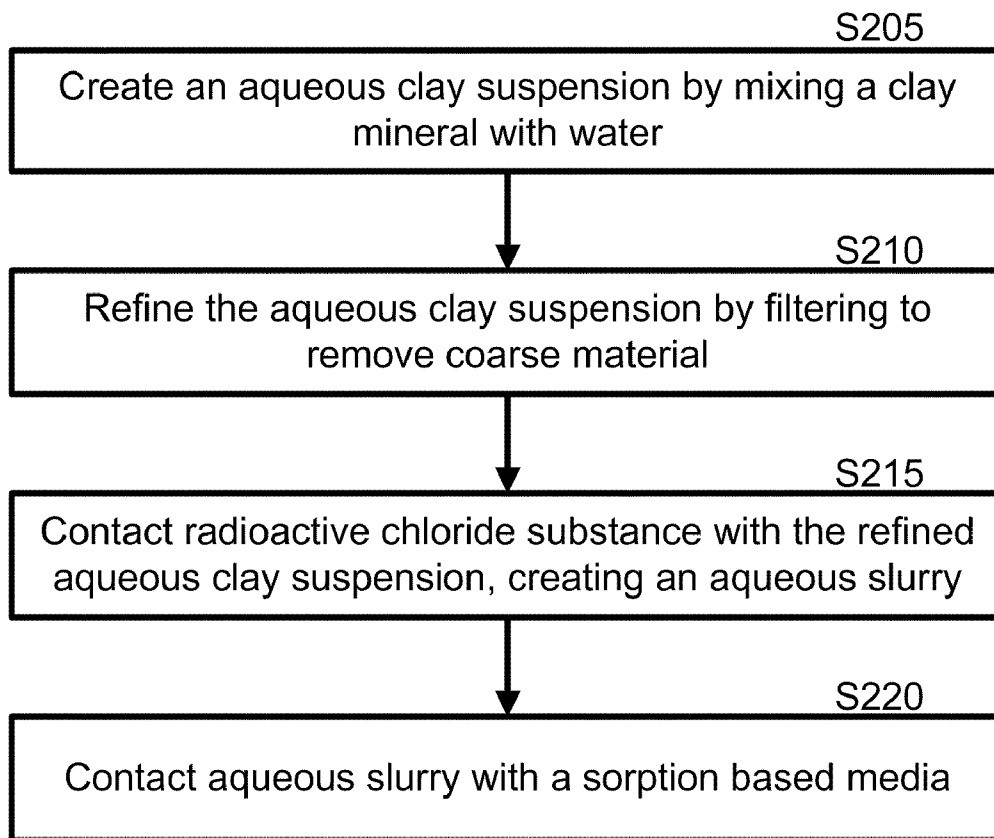 S205
Create an aqueous clay suspension by mixing a clay
mineral with water
S210
Refine the aqueous clay suspension by filtering to
remove coarse material
S215
Contact radioactive chloride substance with the refined
aqueous clay suspension, creating an aqueous slurry
S220
Contact aqueous slurry with a sorption based media